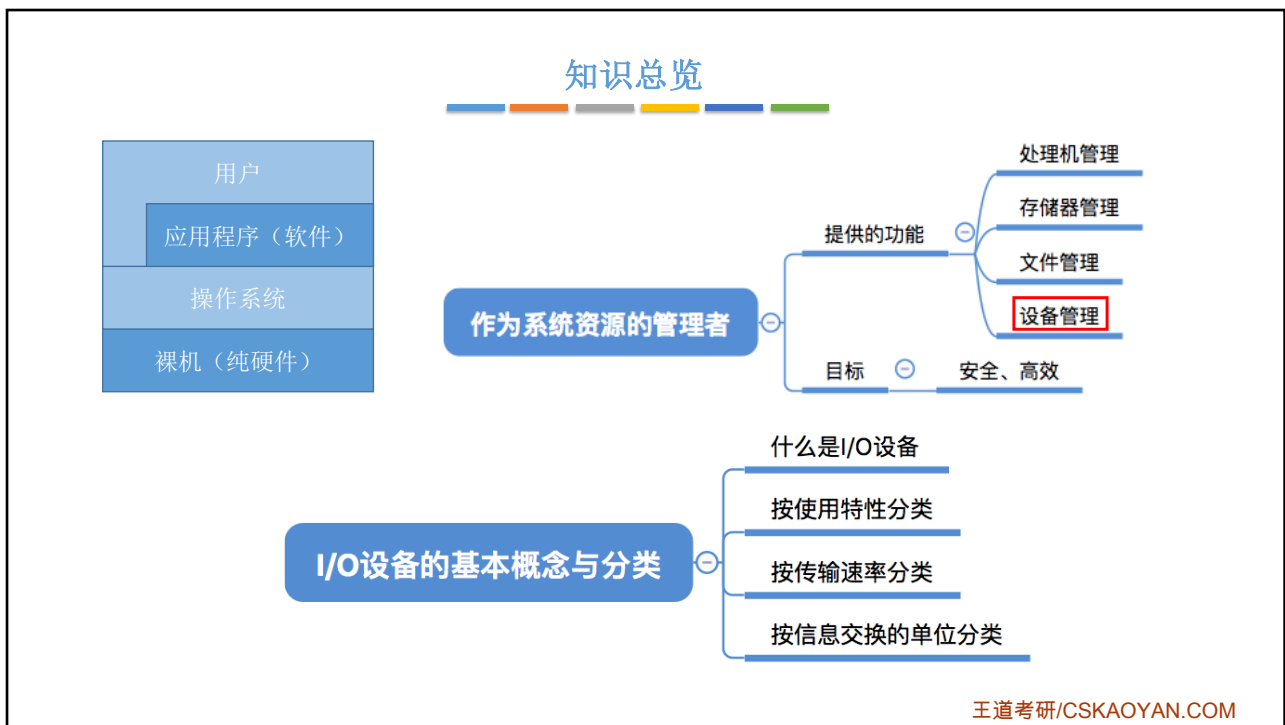 知识总览
用户
应用程序（软件）
操作系统
裸机（纯硬件）
作为系统资源的管理者
提供的功能
处理机管理
存储器管理
文件管理
设备管理
目标
安全、高效
I/O设备的基本概念与分类
什么是I/O设备
按使用特性分类
按传输速率分类
按信息交换的单位分类
王道考研/CSKAOYAN.COM